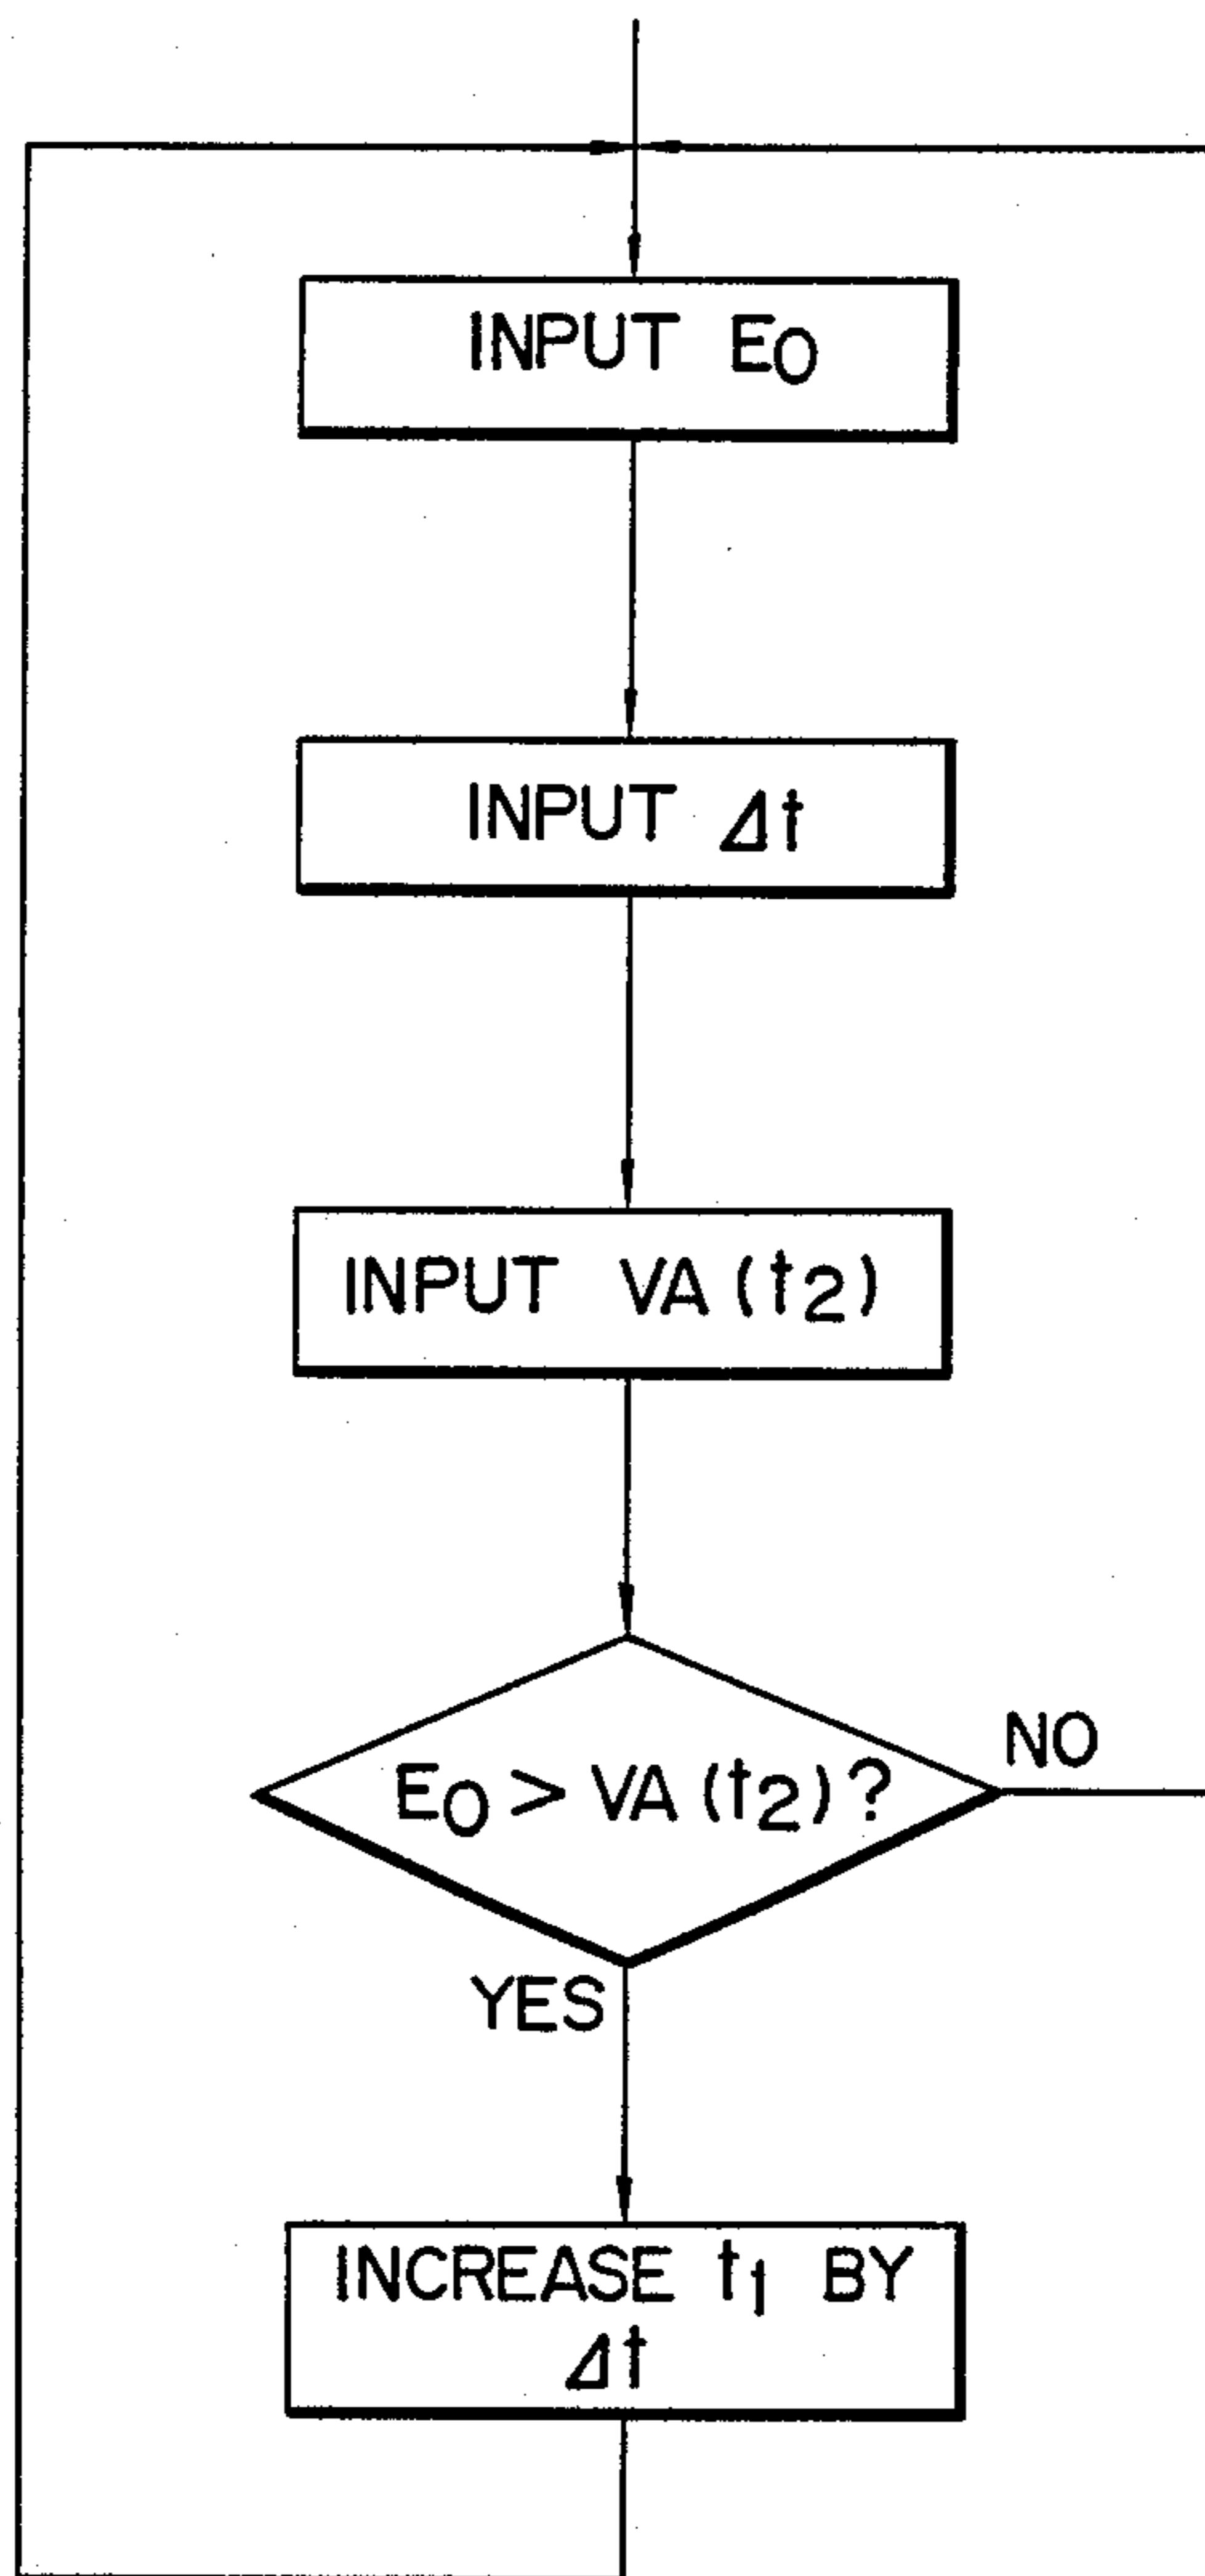 INPUT E₀
INPUT Δt
INPUT VA (t₂)
E₀ > VA (t₂) ?
NO
YES
INCREASE t₁ BY
Δt